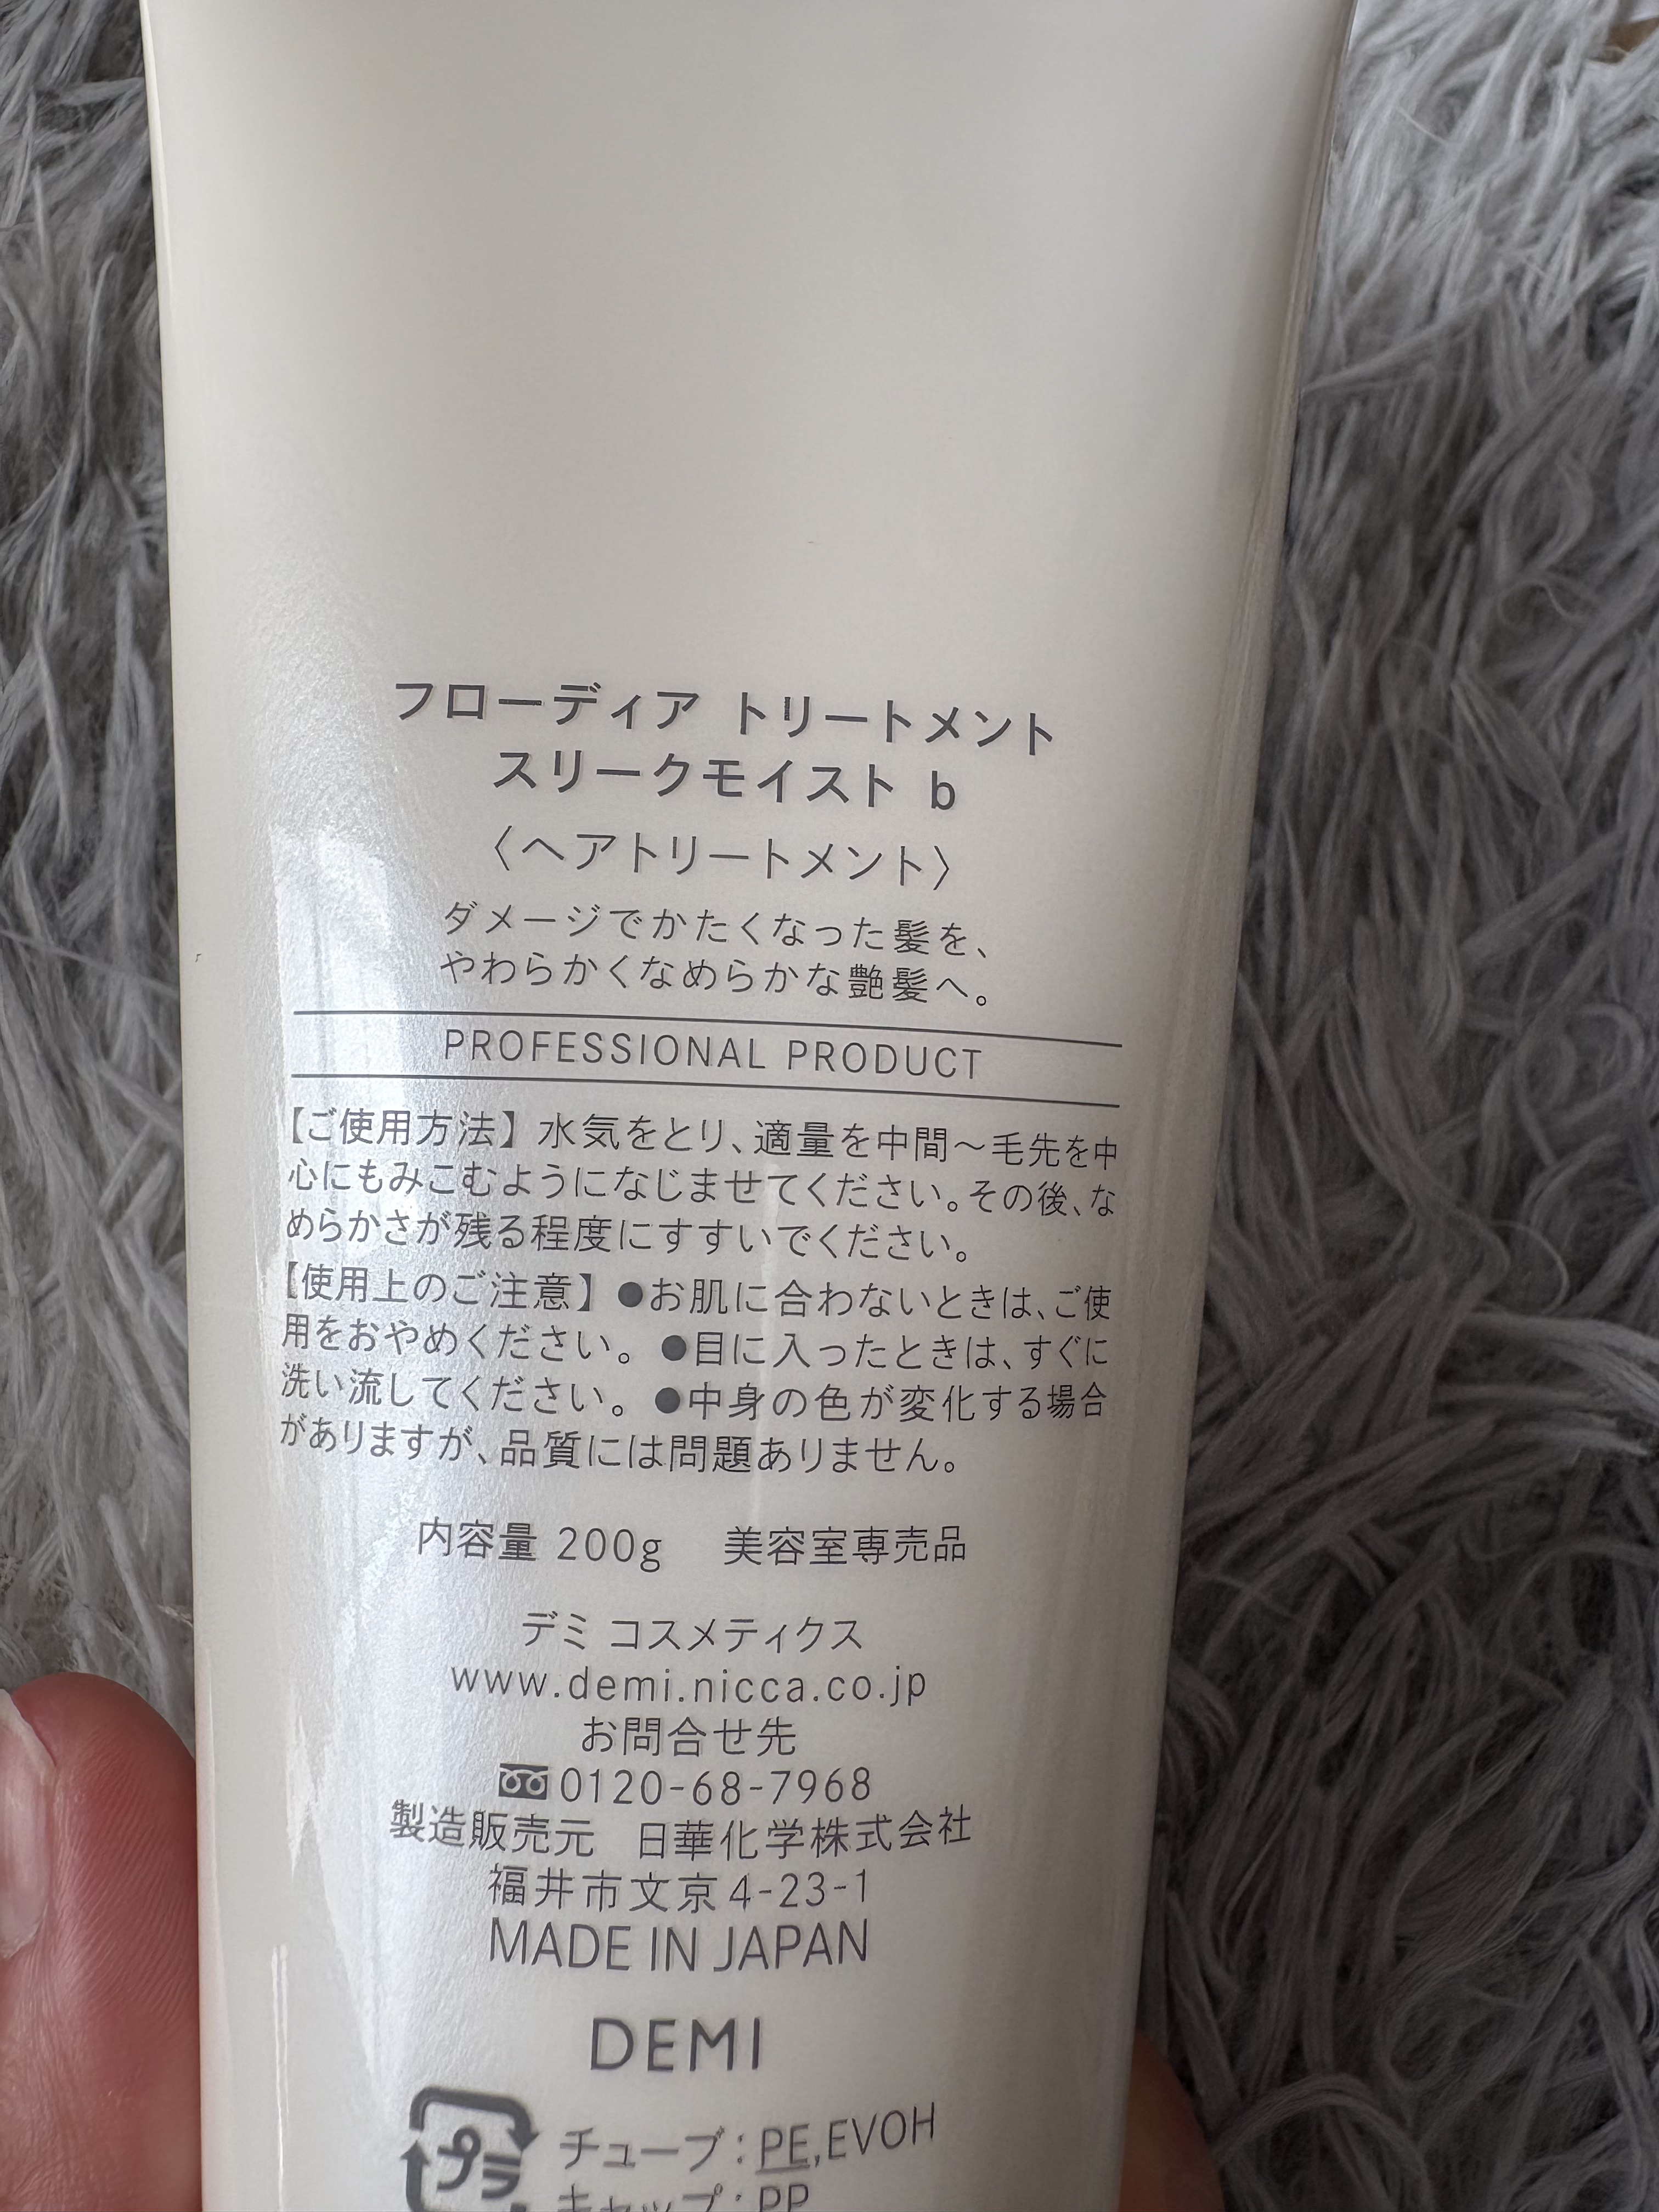 フローディア トリートメント
スリークモイスト b
〈ヘアトリートメント〉
ダメージでかたくなった髪を、
やわらかくなめらかな艶髪へ。
PROFESSIONAL PRODUCT
【ご使用方法】水気をとり、適量を中間～毛先を中
心にもみこむようになじませてください。その後、な
めらかさが残る程度にすすいでください。
【使用上のご注意】●お肌に合わないときは、ご使
用をおやめください。●目に入ったときは、すぐに
洗い流してください。●中身の色が変化する場合
がありますが、品質には問題ありません。
内容量 200g 美容室専売品
デミ コスメティクス
www.demi.nicca.co.jp
お問合せ先
0120-68-7968
製造販売元 日華化学株式会社
福井市文京4-23-1
MADE IN JAPAN
DEMI
プラ チューブ：PE,EVOH
キャップ：PP